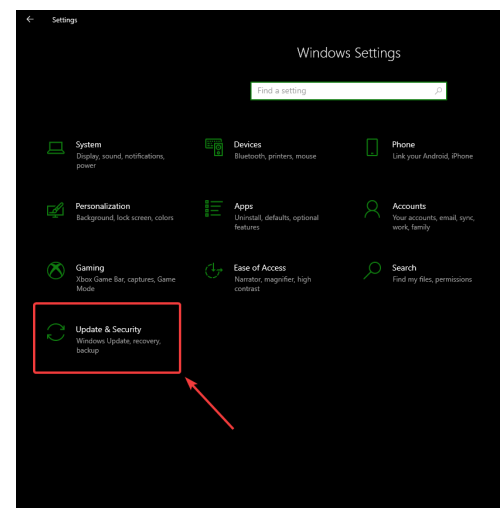 Settings
Windows Settings
Find a setting
System
Display, sound, notifications,
power
Devices
Bluetooth, printers, mouse
Phone
Link your Android, iPhone
Personalization
Background, lock screen, colors
Apps
Uninstall, defaults, optional
features
Accounts
Your accounts, email, sync,
work, family
Gaming
Xbox Game Bar, captures, Game
Mode
Ease of Access
Narrator, magnifier, high
contrast
Search
Find my files, permissions
Update & Security
Windows Update, recovery,
backup